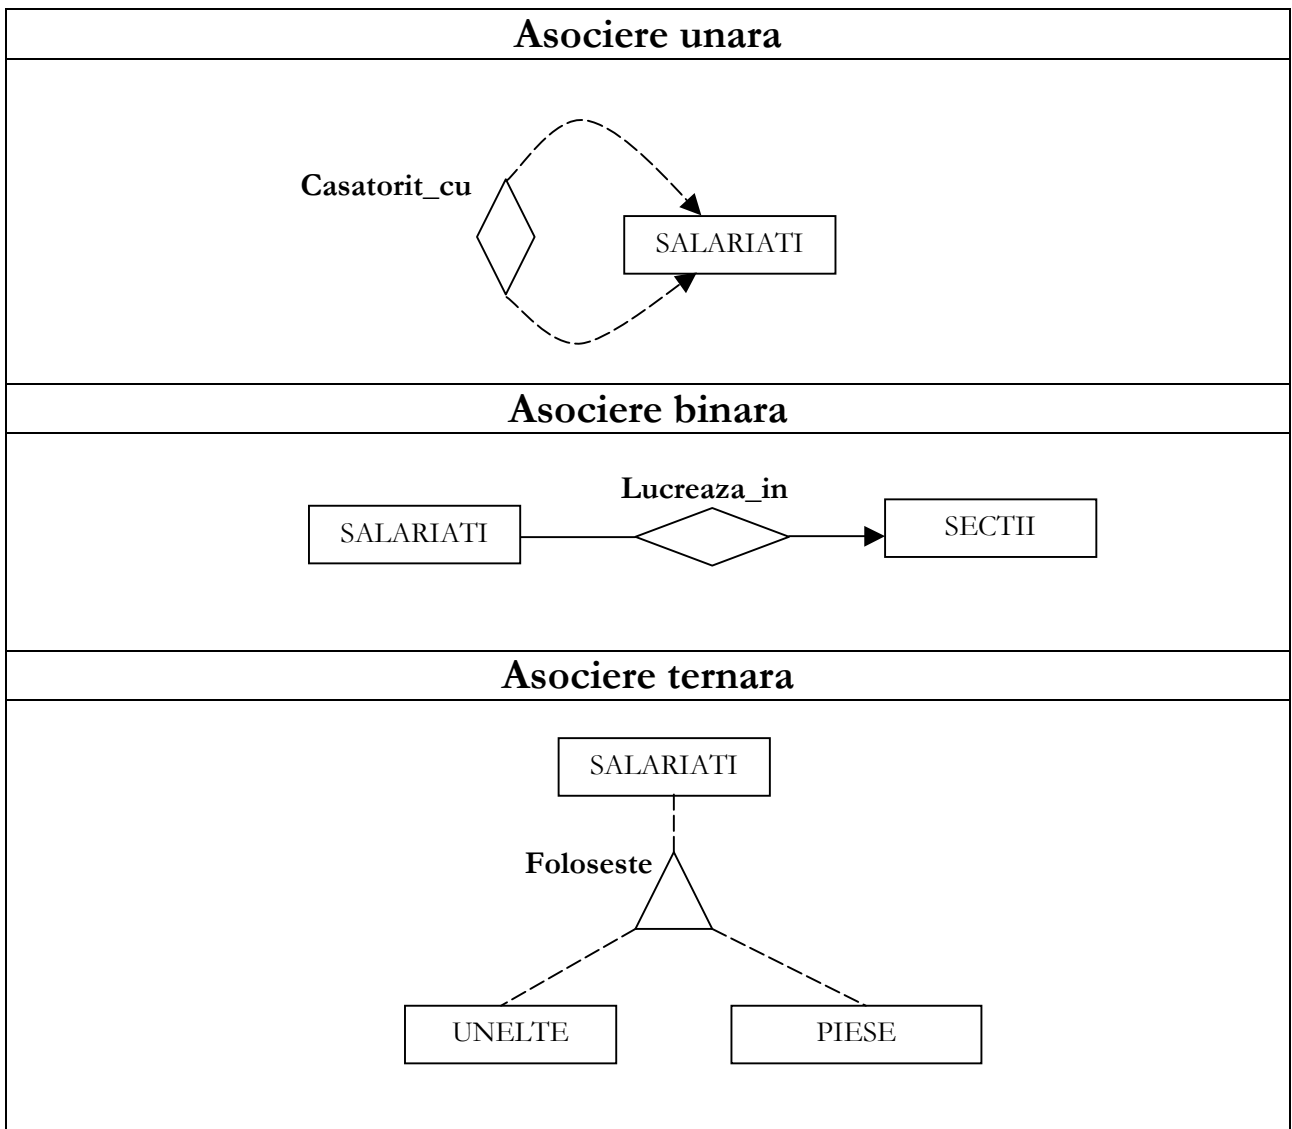 Asociere unara
Casatorit_cu
SALARIATI
Asociere binara
Lucreaza_in
SALARIATI
SECTII
Asociere ternara
SALARIATI
Foloseste
UNELTE
PIESE